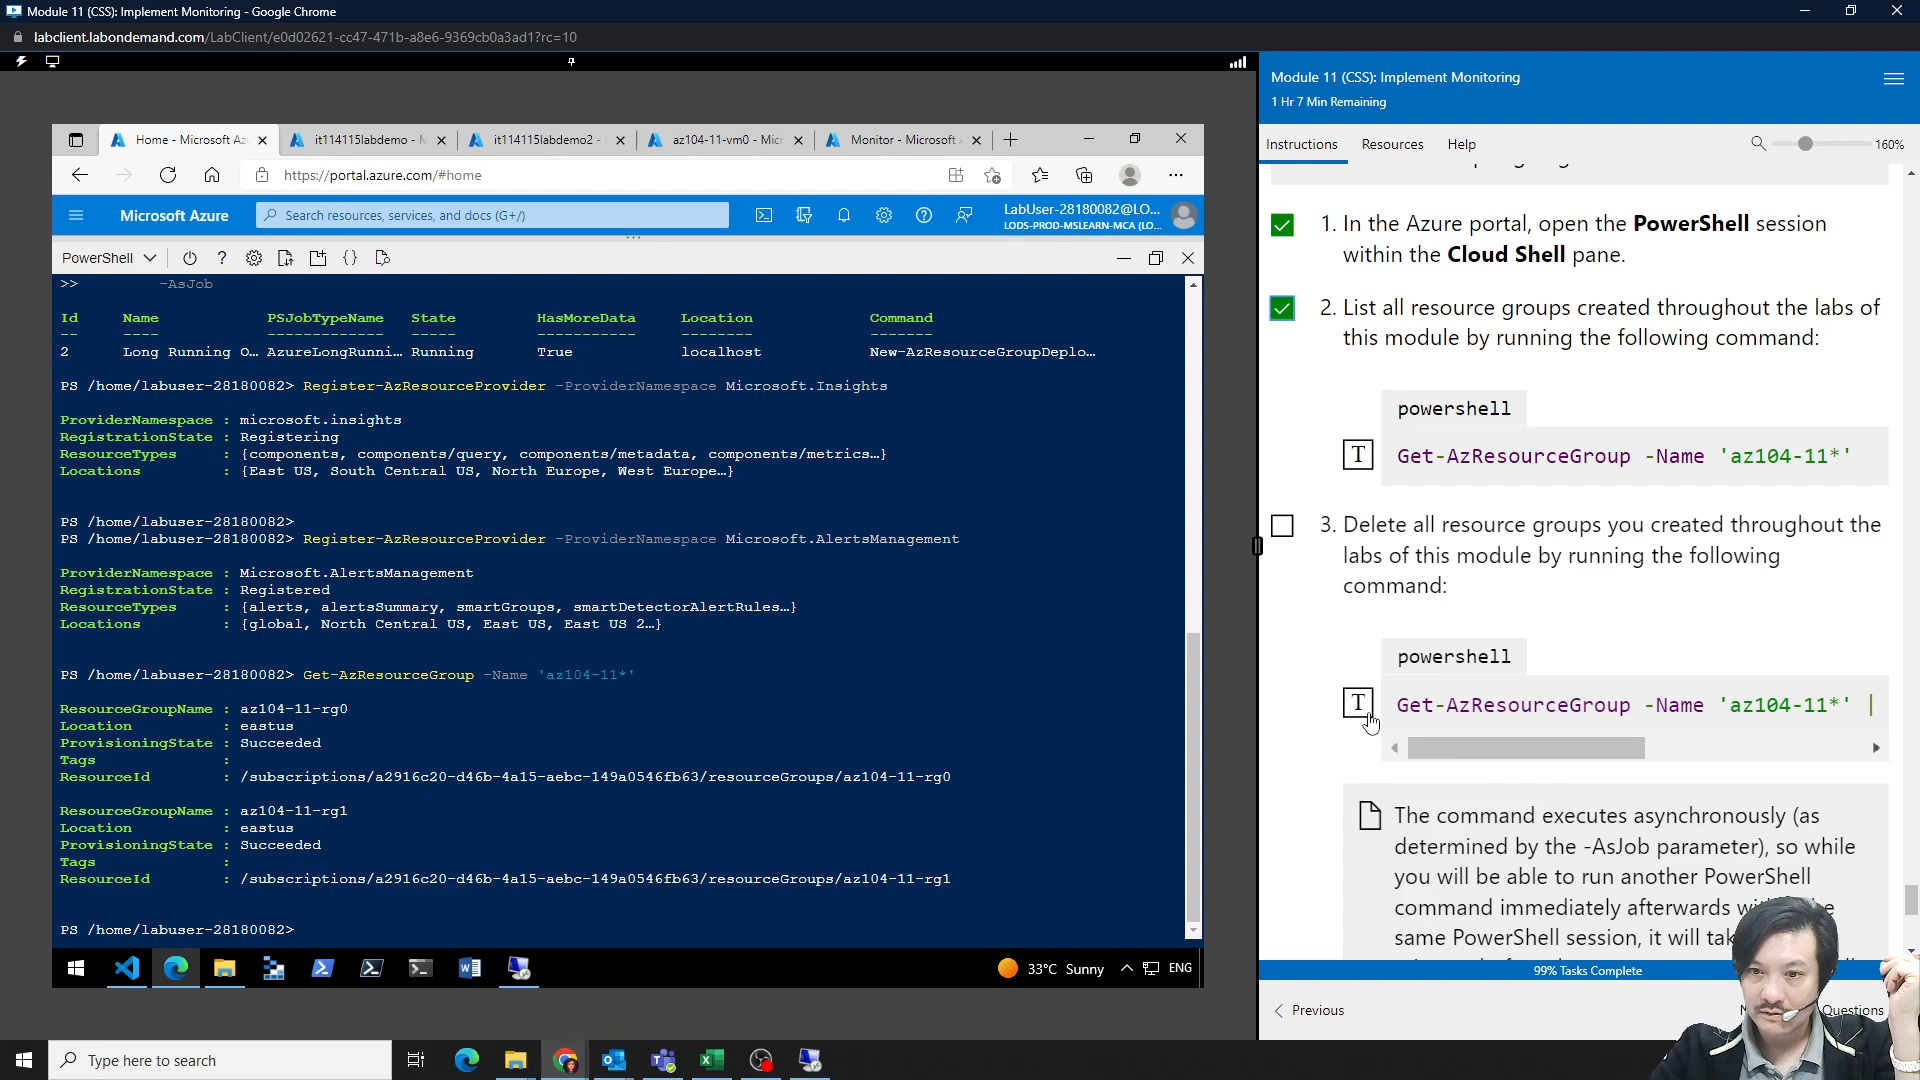 Module 11 (CSS): Implement Monitoring - Google Chrome
labclient.labondemand.com/LabClient/e0d02621-cc47-471b-a8e6-9369cb0a3ad1?rc=10
Home - Microsoft Az
it114115labdemo - M
it114115labdemo2 -
az104-11-vm0 - Micr
Monitor - Microsoft
https://portal.azure.com/#home
Microsoft Azure
Search resources, services, and docs (G+/)
LabUser-28180082@LO...
LODS-PROD-MSLEARN-MCA (LO...
PowerShell
>> -AsJob
Id Name PSJobTypeName State HasMoreData Location Command
-- ---- ------------- ----- ----------- -------- -------
2 Long Running O… AzureLongRunni… Running True localhost New-AzResourceGroupDeplo…
PS /home/labuser-28180082> Register-AzResourceProvider -ProviderNamespace Microsoft.Insights
ProviderNamespace : microsoft.insights
RegistrationState : Registering
ResourceTypes : {components, components/query, components/metadata, components/metrics…}
Locations : {East US, South Central US, North Europe, West Europe…}
PS /home/labuser-28180082>
PS /home/labuser-28180082> Register-AzResourceProvider -ProviderNamespace Microsoft.AlertsManagement
ProviderNamespace : Microsoft.AlertsManagement
RegistrationState : Registered
ResourceTypes : {alerts, alertsSummary, smartGroups, smartDetectorAlertRules…}
Locations : {global, North Central US, East US, East US 2…}
PS /home/labuser-28180082> Get-AzResourceGroup -Name 'az104-11*'
ResourceGroupName : az104-11-rg0
Location : eastus
ProvisioningState : Succeeded
Tags :
ResourceId : /subscriptions/a2916c20-d46b-4a15-aebc-149a0546fb63/resourceGroups/az104-11-rg0
ResourceGroupName : az104-11-rg1
Location : eastus
ProvisioningState : Succeeded
Tags :
ResourceId : /subscriptions/a2916c20-d46b-4a15-aebc-149a0546fb63/resourceGroups/az104-11-rg1
PS /home/labuser-28180082>
33°C Sunny
ENG
Module 11 (CSS): Implement Monitoring
1 Hr 7 Min Remaining
Instructions Resources Help
160%
1. In the Azure portal, open the PowerShell session
within the Cloud Shell pane.
2. List all resource groups created throughout the labs of
this module by running the following command:
powershell
T
Get-AzResourceGroup -Name 'az104-11*'
3. Delete all resource groups you created throughout the
labs of this module by running the following
command:
powershell
T
Get-AzResourceGroup -Name 'az104-11*' |
The command executes asynchronously (as
determined by the -AsJob parameter), so while
you will be able to run another PowerShell
command immediately afterwards
same PowerShell session, it will
99% Tasks Complete
Previous
Questions
Type here to search